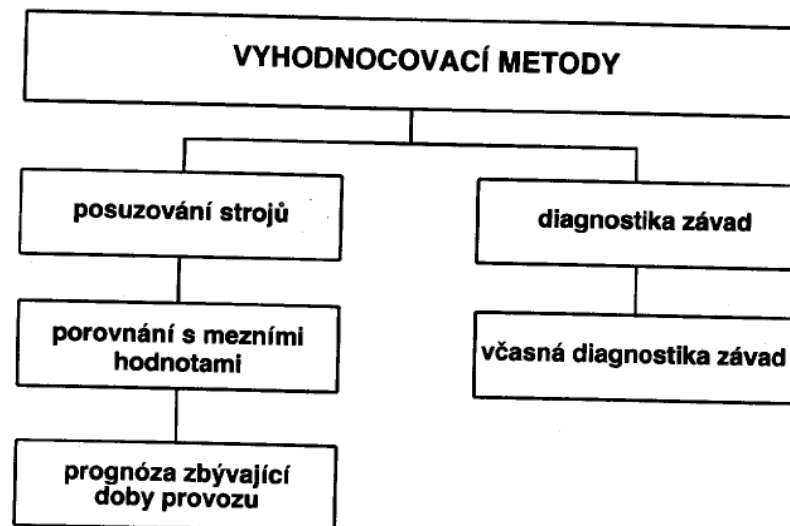 VYHODNOCOVACÍ METODY
posuzování strojů
diagnostika závad
porovnání s mezními
hodnotami
včasná diagnostika závad
prognóza zbývající
doby provozu